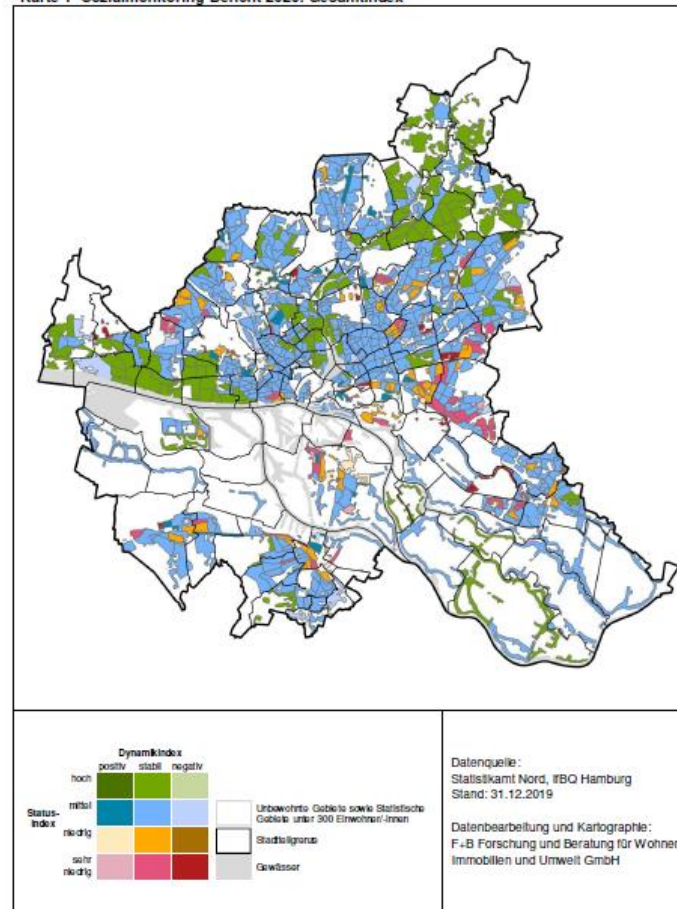 Karte 1 Sozialmonitoring-Bericht 2020: Gesamtindex
Dynamikindex
positiv stabil negativ
hoch
mittel
Status-
index
niedrig
sehr
niedrig
Unbewohnte Gebiete sowie Statistische
Gebiete unter 300 Einwohner/-innen
Stadtteilgrenze
Gewässer
Datenquelle:
Statistikamt Nord, IfBQ Hamburg
Stand: 31.12.2019
Datenbearbeitung und Kartographie:
F+B Forschung und Beratung für Wohnen
Immobilien und Umwelt GmbH